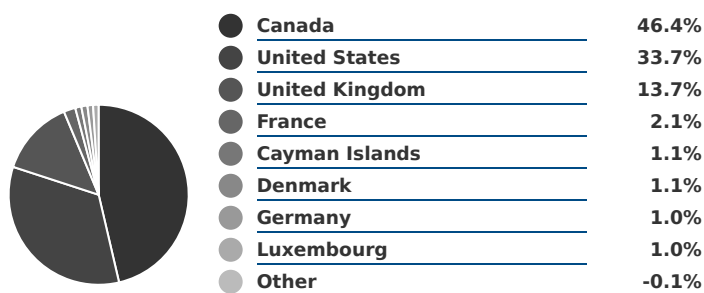 Canada 46.4%
United States 33.7%
United Kingdom 13.7%
France 2.1%
Cayman Islands 1.1%
Denmark 1.1%
Germany 1.0%
Luxembourg 1.0%
Other -0.1%